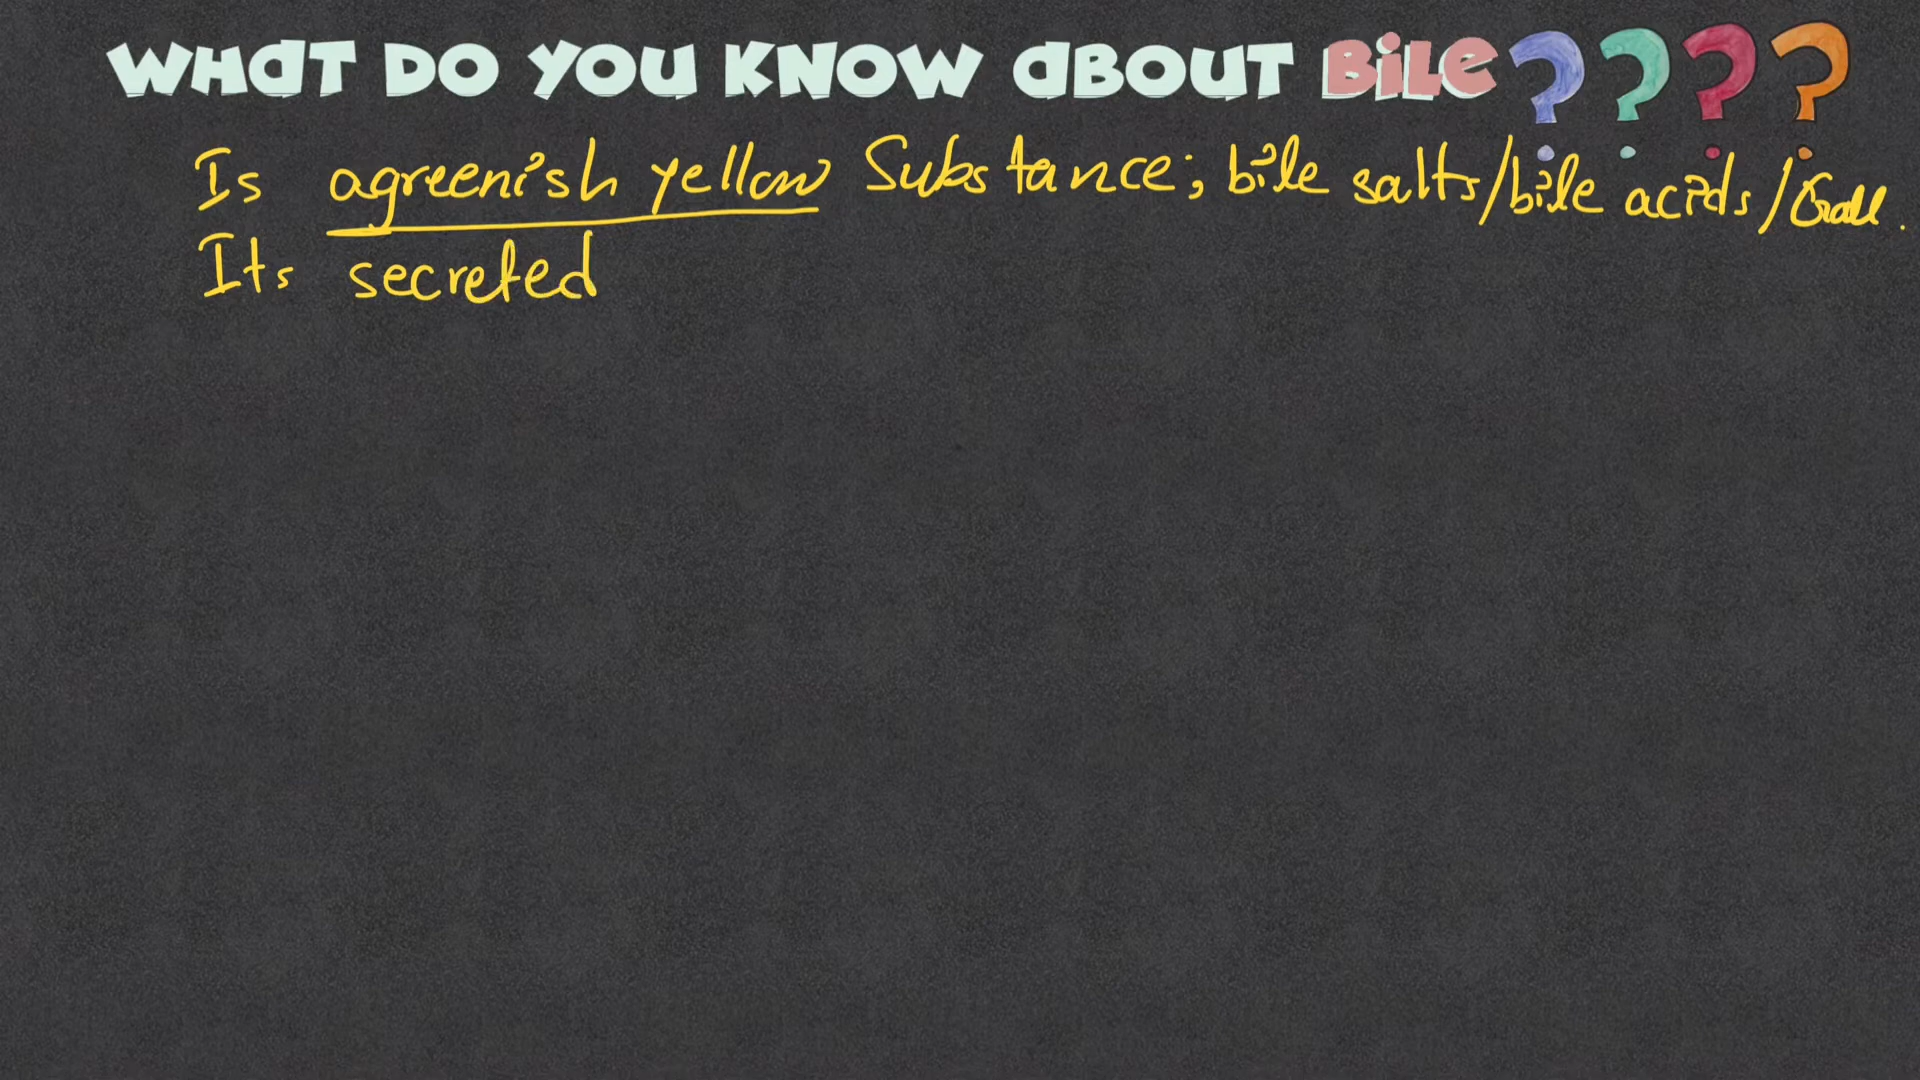 WHAT DO YOU KNOW ABOUT BiLE????
Is agreenish yellow Substance; bile salts/bile acids/Gall.
Its secreted